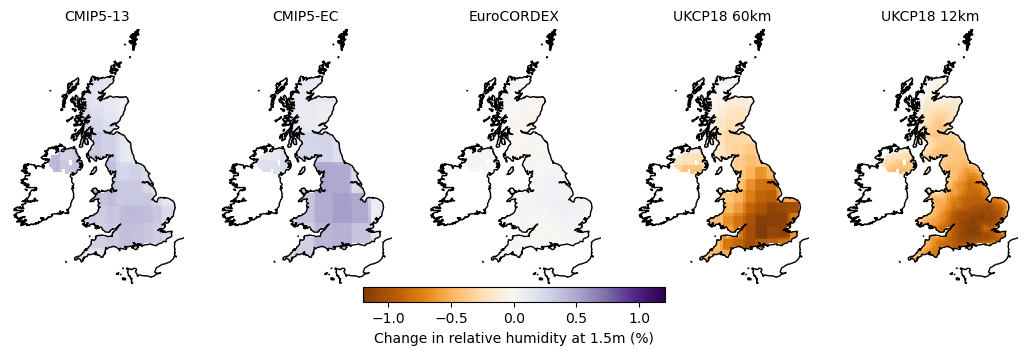 CMIP5-13 CMIP5-EC EuroCORDEX UKCP18 60km UKCP18 12km
−1.0 −0.5 0.0 0.5 1.0
Change in relative humidity at 1.5m (%)